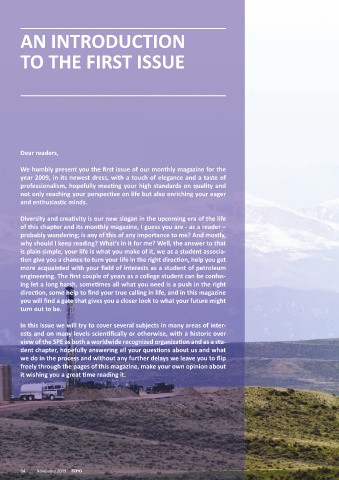 AN INTRODUCTION
TO THE FIRST ISSUE
Dear readers,
We humbly present you the first issue of our monthly magazine for the
year 2009, in its newest dress, with a touch of elegance and a taste of
professionalism, hopefully meeting your high standards on quality and
not only reaching your perspective on life but also enriching your eager
and enthusiastic minds.
Diversity and creativity is our new slogan in the upcoming era of the life
of this chapter and its monthly magazine, I guess you are - as a reader –
probably wondering; is any of this of any importance to me? And mostly,
why should I keep reading? What's in it for me? Well, the answer to that
is plain simple, your life is what you make of it, we as a student associa-
tion give you a chance to turn your life in the right direction, help you get
more acquainted with your field of interests as a student of petroleum
engineering. The first couple of years as a college student can be confus-
ing let a long harsh, sometimes all what you need is a push in the right
direction, some help to find your true calling in life, and in this magazine
you will find a gate that gives you a closer look to what your future might
turn out to be.
In this issue we will try to cover several subjects in many areas of inter-
ests and on many levels scientifically or otherwise, with a historic over
view of the SPE as both a worldwide recognized organization and as a stu-
dent chapter, hopefully answering all your questions about us and what
we do in the process and without any further delays we leave you to flip
freely through the pages of this magazine, make your own opinion about
it wishing you a great time reading it.
04 November 2009